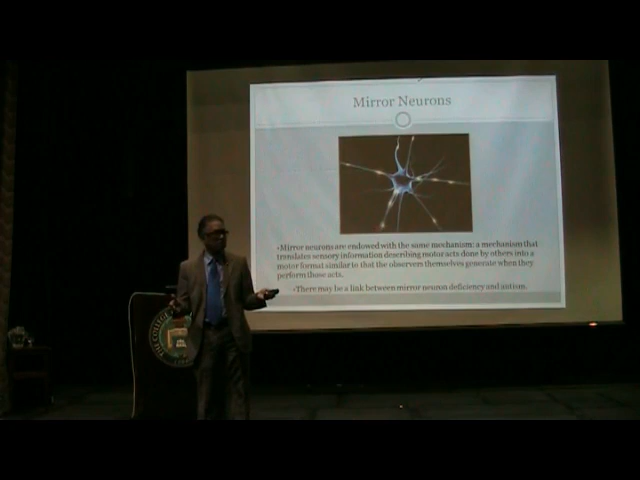 Mirror Neurons
•Mirror neurons are endowed with the same mechanism: a mechanism that
translates sensory information describing motor acts done by others into a
motor format similar to that the observers themselves generate when they
perform those acts.
•There may be a link between mirror neuron deficiency and autism.
THE COLLEGE